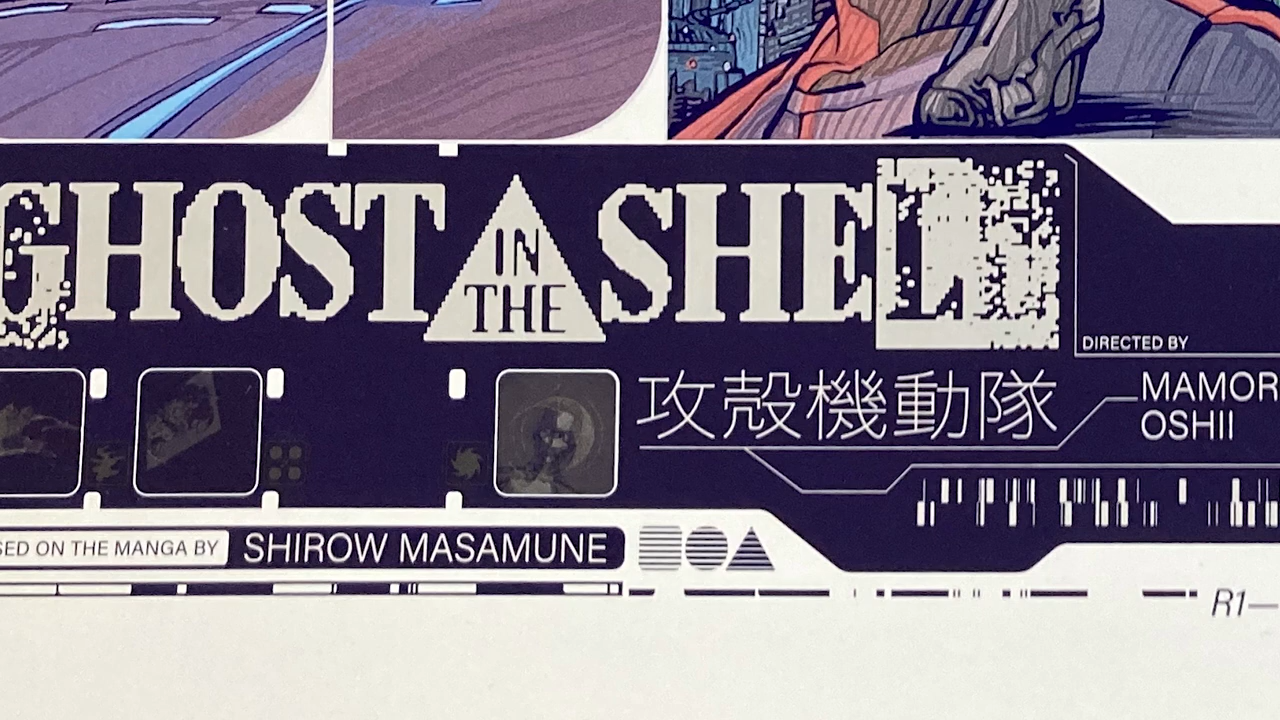 GHOST IN THE SHELL
DIRECTED BY
攻殻機動隊
MAMOR
OSHII
SED ON THE MANGA BY SHIROW MASAMUNE
R1—